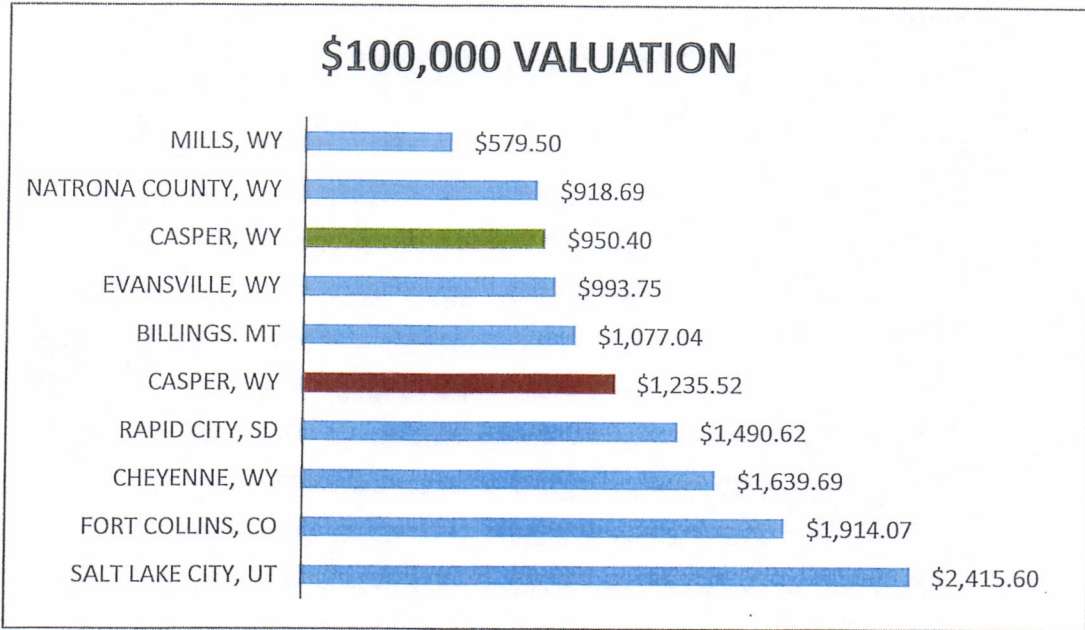 $100,000 VALUATION
MILLS, WY $579.50
NATRONA COUNTY, WY $918.69
CASPER, WY $950.40
EVANSVILLE, WY $993.75
BILLINGS. MT $1,077.04
CASPER, WY $1,235.52
RAPID CITY, SD $1,490.62
CHEYENNE, WY $1,639.69
FORT COLLINS, CO $1,914.07
SALT LAKE CITY, UT $2,415.60